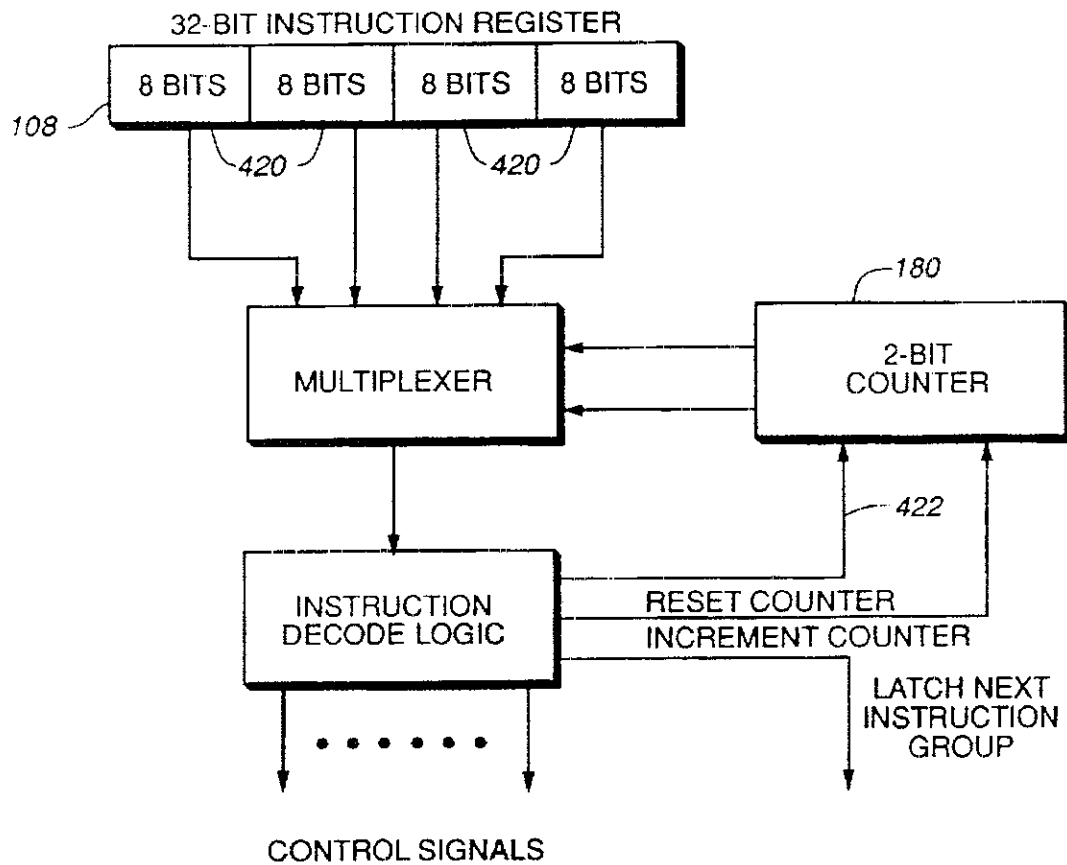 32-BIT INSTRUCTION REGISTER
8 BITS 8 BITS 8 BITS 8 BITS
108
420 420
180
MULTIPLEXER
2-BIT
COUNTER
422
INSTRUCTION
DECODE LOGIC
RESET COUNTER
INCREMENT COUNTER
LATCH NEXT
INSTRUCTION
GROUP
CONTROL SIGNALS